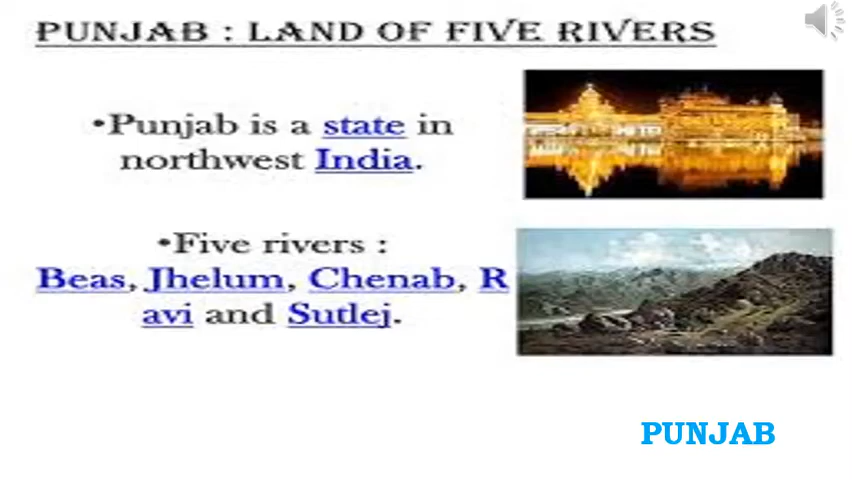 PUNJAB : LAND OF FIVE RIVERS
•Punjab is a state in
northwest India.
•Five rivers :
Beas, Jhelum, Chenab, R
avi and Sutlej.
PUNJAB